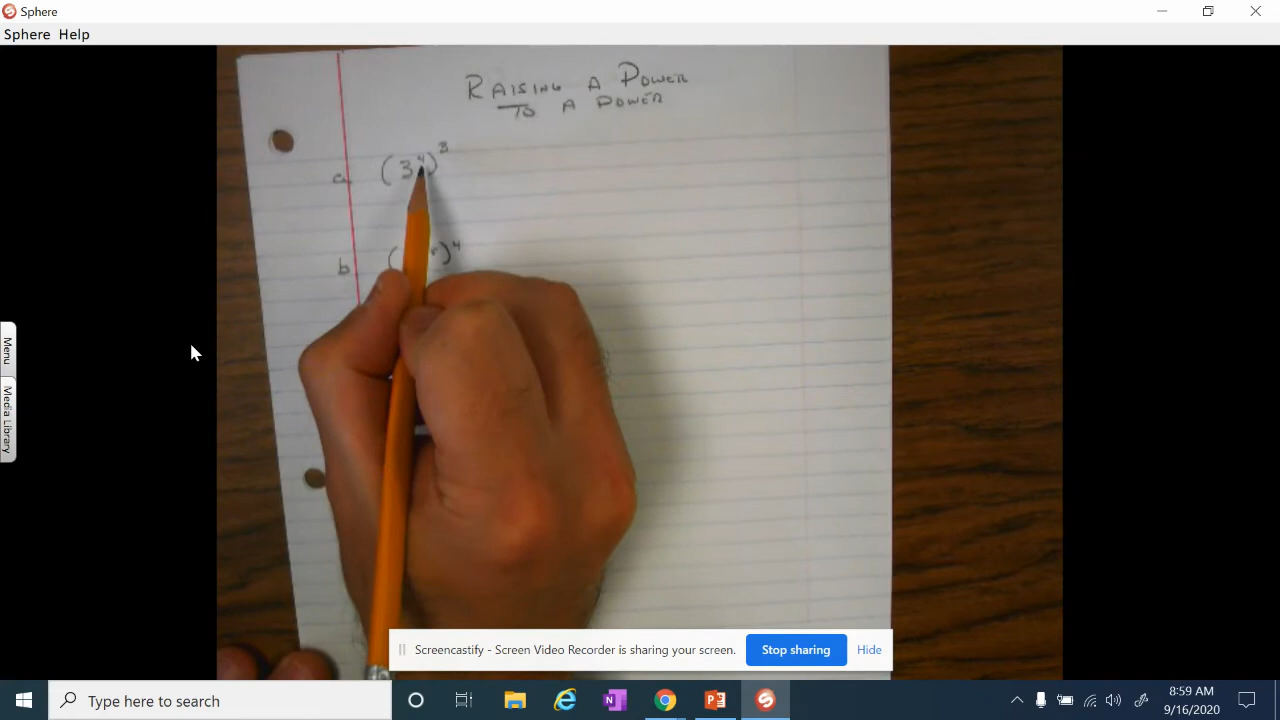 Sphere
Sphere Help
RAISING A POWER
TO A POWER
a (3⁴)³
b ( )⁴
Menu
Media Library
Screencastify - Screen Video Recorder is sharing your screen.
Stop sharing
Hide
Type here to search
8:59 AM
9/16/2020